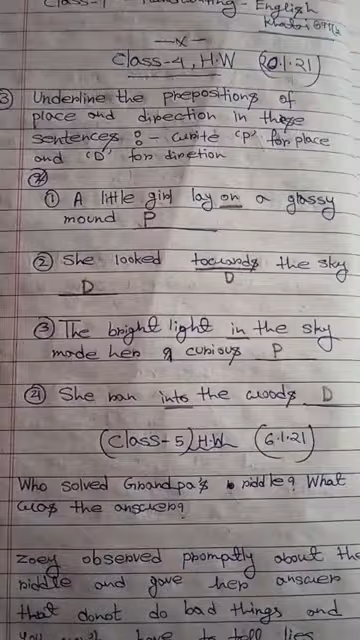 English
-x-
Class-4, H.W (20.1.21)
③ Underline the prepositions of
place and direction in these
sentences :- write 'P' for place
and 'D' for diretion
① A little girl lay on a glassy
mound P
② She looked towards the sky
D D
③ The bright light in the sky
made her curious P
④ She ran into the woods D
(Class-5) H.W (6.1.21)
Who solved Grandpa's riddle? What
was the answer?
Zoey observed promptly about the
riddle and gave her answer
that donot do bad things and